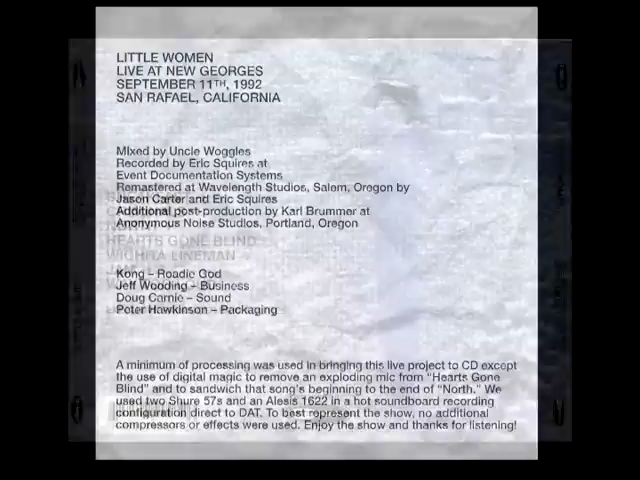 LITTLE WOMEN
LIVE AT NEW GEORGES
SEPTEMBER 11TH, 1992
SAN RAFAEL, CALIFORNIA
Mixed by Uncle Woggles
Recorded by Eric Squires at
Event Documentation Systems
Remastered at Wavelength Studios, Salem, Oregon by
Jason Carter and Eric Squires
Additional post-production by Karl Brummer at
Anonymous Noise Studios, Portland, Oregon
HEARTS GONE BLIND
WICHITA LINEMAN
Kong – Roadie God
Jeff Wooding – Business
Doug Carnie – Sound
Peter Hawkinson – Packaging
A minimum of processing was used in bringing this live project to CD except
the use of digital magic to remove an exploding mic from "Hearts Gone
Blind" and to sandwich that song's beginning to the end of "North." We
used two Shure 57s and an Alesis 1622 in a hot soundboard recording
configuration direct to DAT. To best represent the show, no additional
compressors or effects were used. Enjoy the show and thanks for listening!